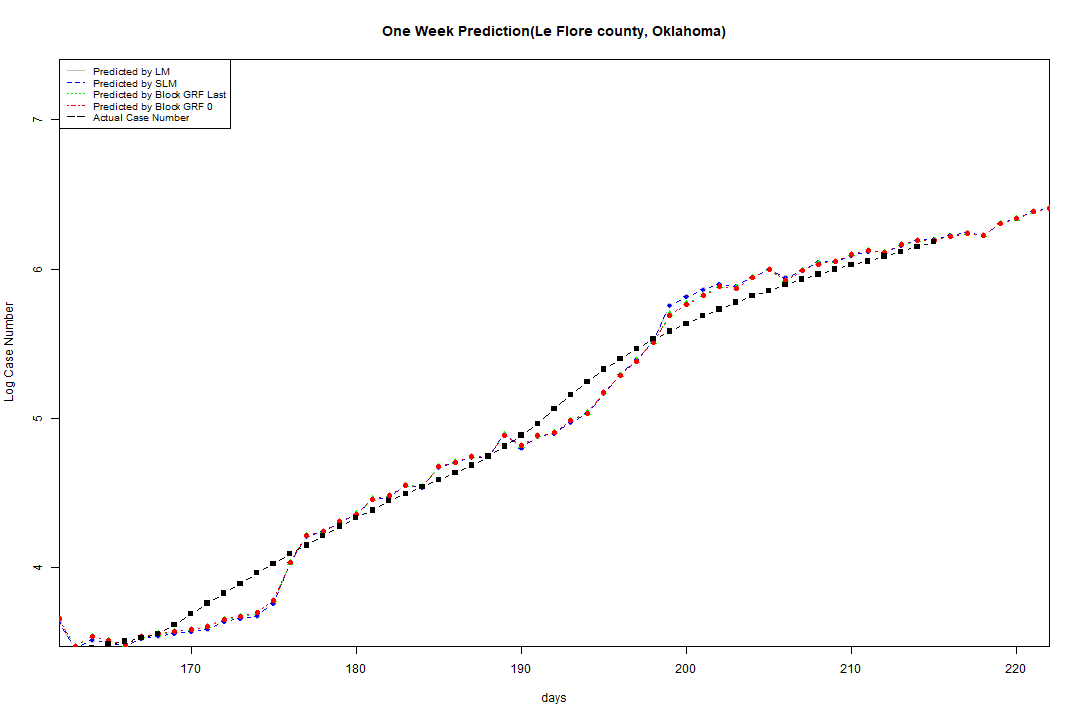 One Week Prediction(Le Flore county, Oklahoma)
Predicted by LM
Predicted by SLM
Predicted by Block GRF Last
Predicted by Block GRF 0
Actual Case Number
7
6
5
4
Log Case Number
170 180 190 200 210 220
days